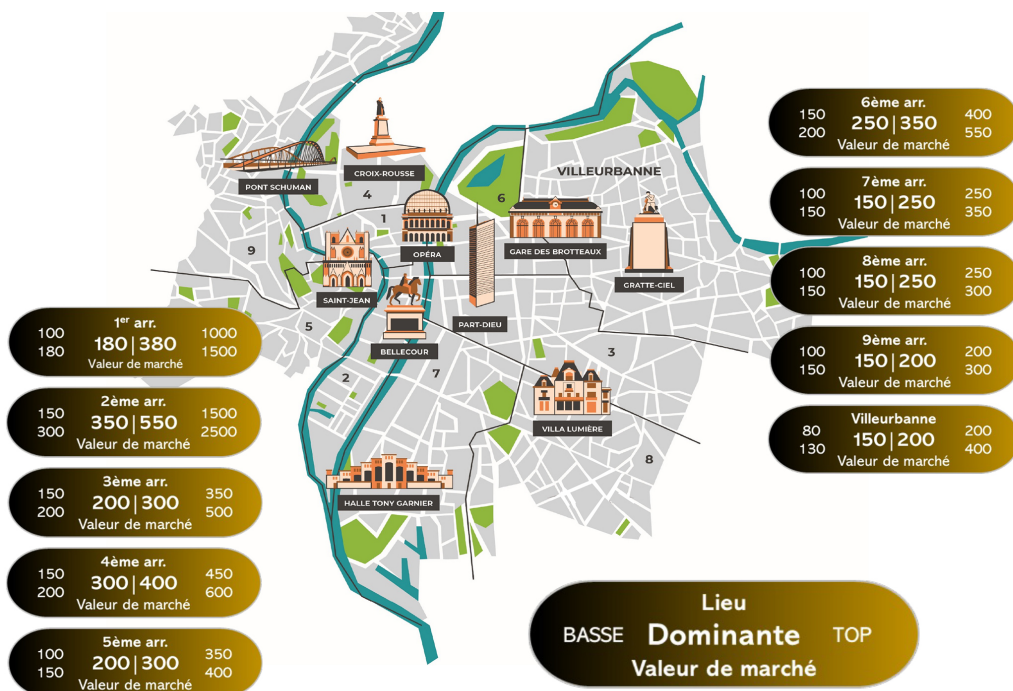 PONT SCHUMAN
CROIX-ROUSSE
VILLEURBANNE
4
1
6
OPÉRA
GARE DES BROTTEAUX
9
SAINT-JEAN
GRATTE-CIEL
5
BELLECOUR
PART-DIEU
3
2
7
VILLA LUMIÈRE
8
HALLE TONY GARNIER
1er arr.
100 180|380 1000
180 Valeur de marché 1500
2ème arr.
150 350|550 1500
300 Valeur de marché 2500
3ème arr.
150 200|300 350
200 Valeur de marché 500
4ème arr.
150 300|400 450
200 Valeur de marché 600
5ème arr.
100 200|300 350
150 Valeur de marché 400
6ème arr.
150 250|350 400
200 Valeur de marché 550
7ème arr.
100 150|250 250
150 Valeur de marché 350
8ème arr.
100 150|250 250
150 Valeur de marché 300
9ème arr.
100 150|200 200
150 Valeur de marché 300
Villeurbanne
80 150|200 200
130 Valeur de marché 400
Lieu
BASSE Dominante TOP
Valeur de marché